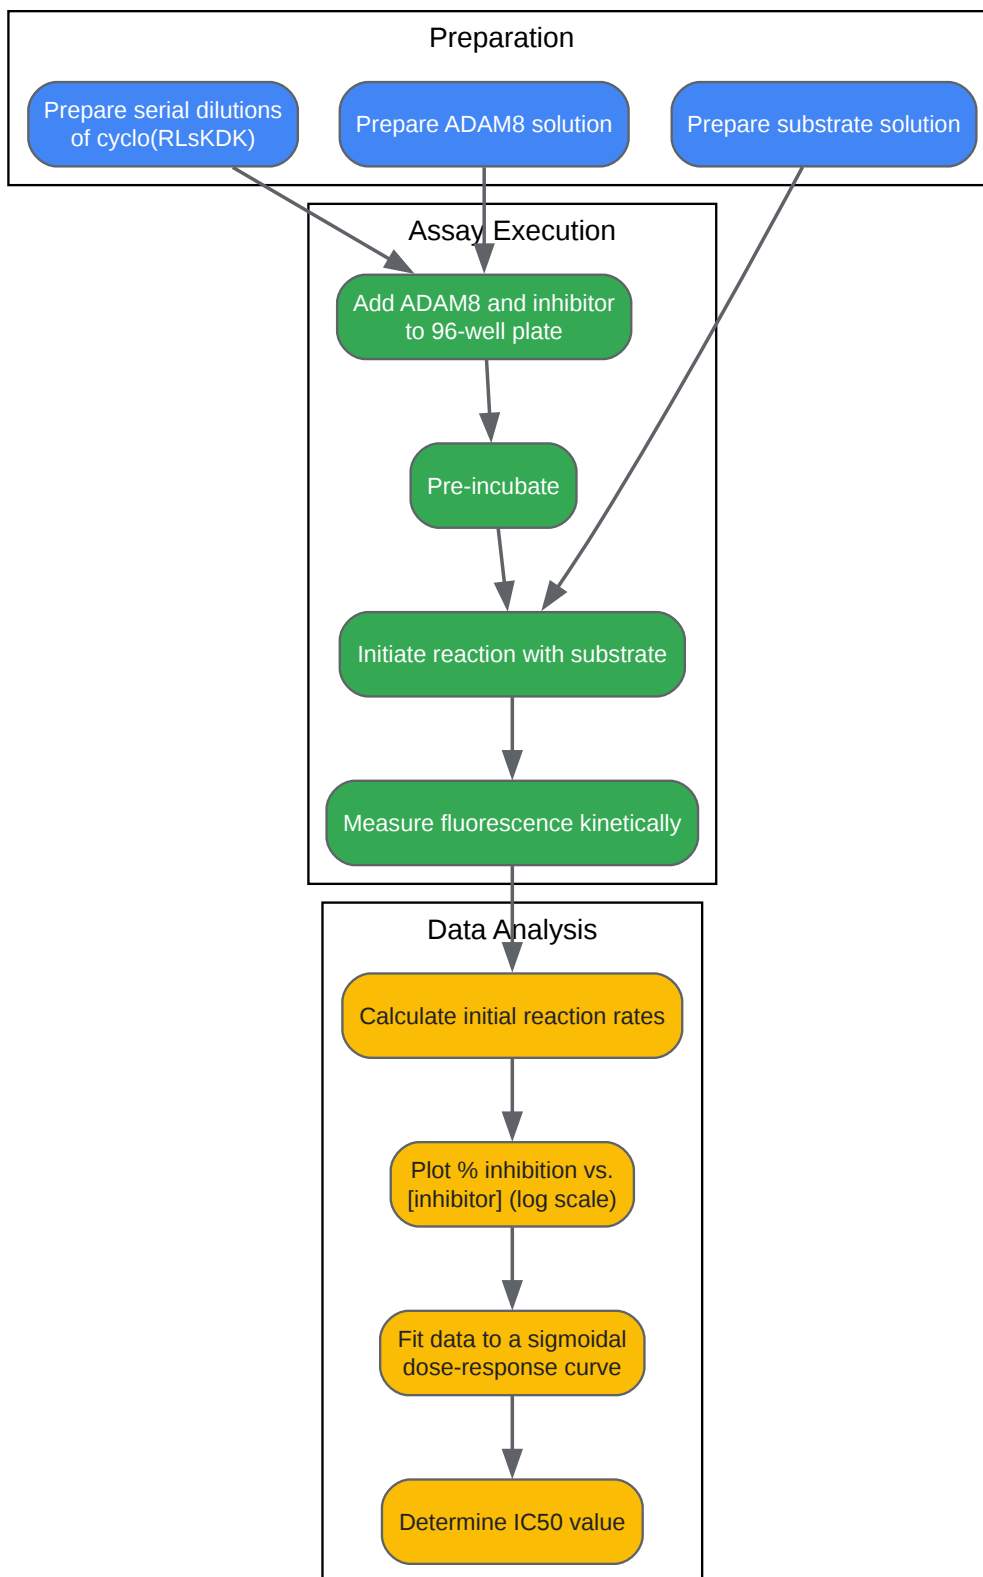 Preparation
Prepare serial dilutions
of cyclo(RLsKDK)
Prepare ADAM8 solution
Prepare substrate solution
Assay Execution
Add ADAM8 and inhibitor
to 96-well plate
Pre-incubate
Initiate reaction with substrate
Measure fluorescence kinetically
Data Analysis
Calculate initial reaction rates
Plot % inhibition vs.
[inhibitor] (log scale)
Fit data to a sigmoidal
dose-response curve
Determine IC50 value